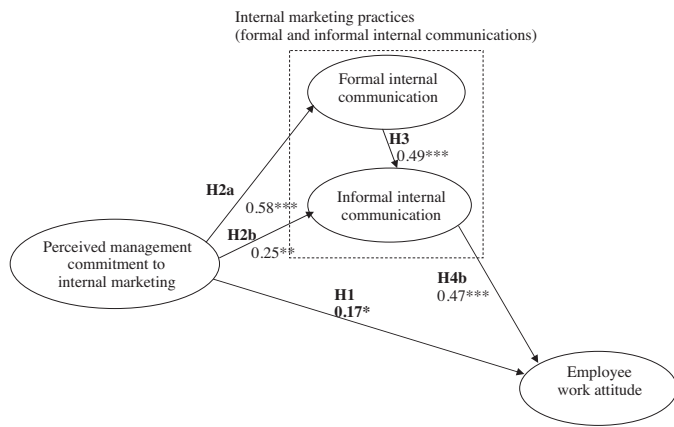 Internal marketing practices
(formal and informal internal communications)
Formal internal
communication
H3
0.49***
H2a
0.58***
Informal internal
communication
H2b
0.25**
Perceived management
commitment to
internal marketing
H4b
0.47***
H1
0.17*
Employee
work attitude